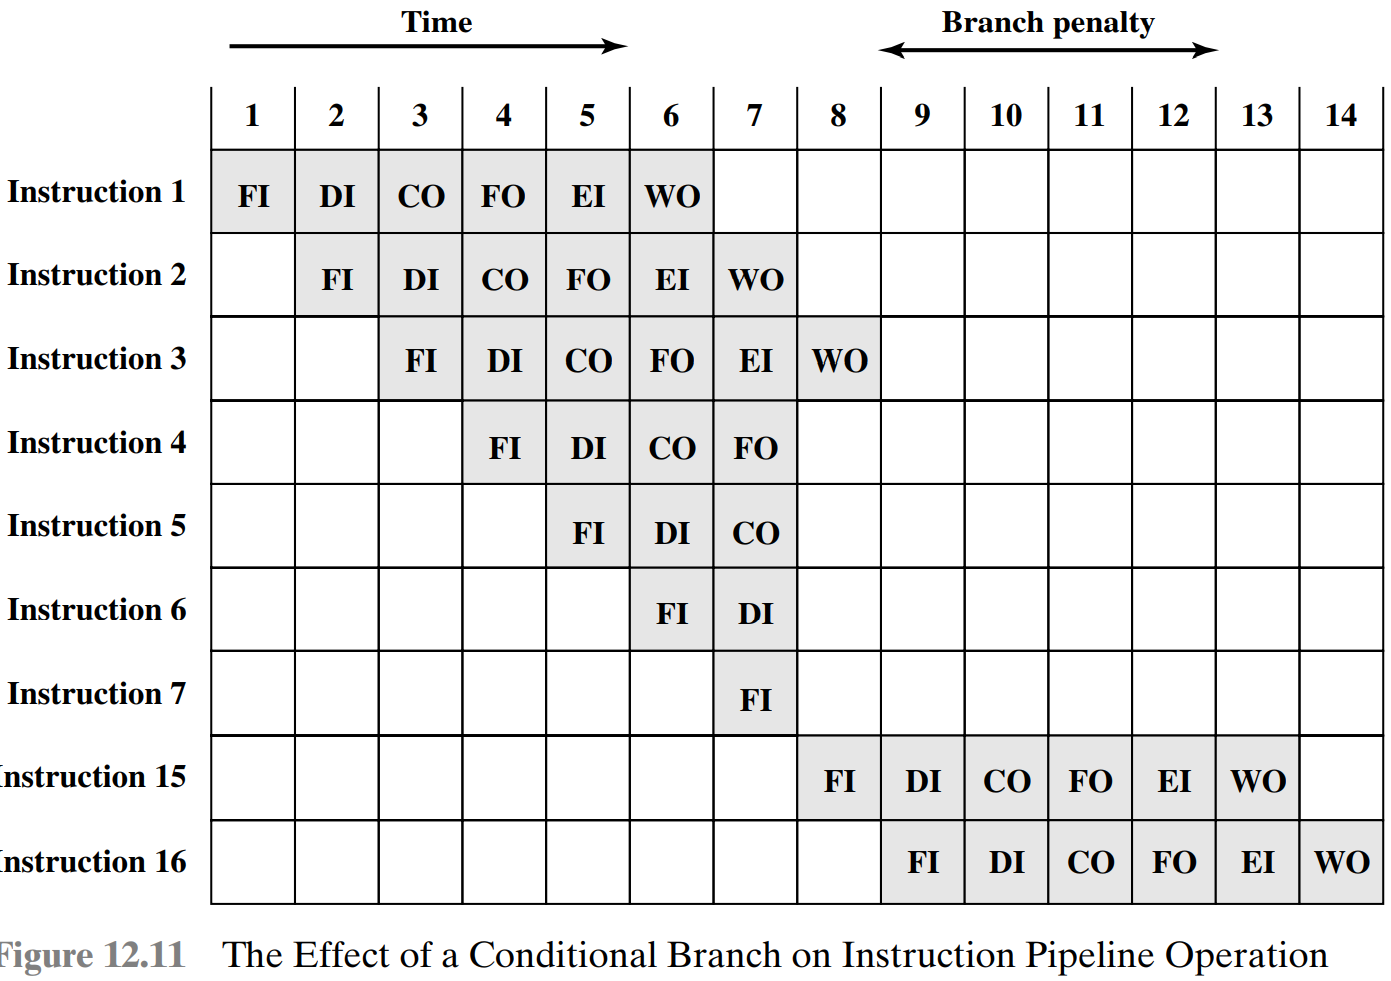 Time Branch penalty
1 2 3 4 5 6 7 8 9 10 11 12 13 14
Instruction 1 FI DI CO FO EI WO
Instruction 2 FI DI CO FO EI WO
Instruction 3 FI DI CO FO EI WO
Instruction 4 FI DI CO FO
Instruction 5 FI DI CO
Instruction 6 FI DI
Instruction 7 FI
Instruction 15 FI DI CO FO EI WO
Instruction 16 FI DI CO FO EI WO
Figure 12.11 The Effect of a Conditional Branch on Instruction Pipeline Operation